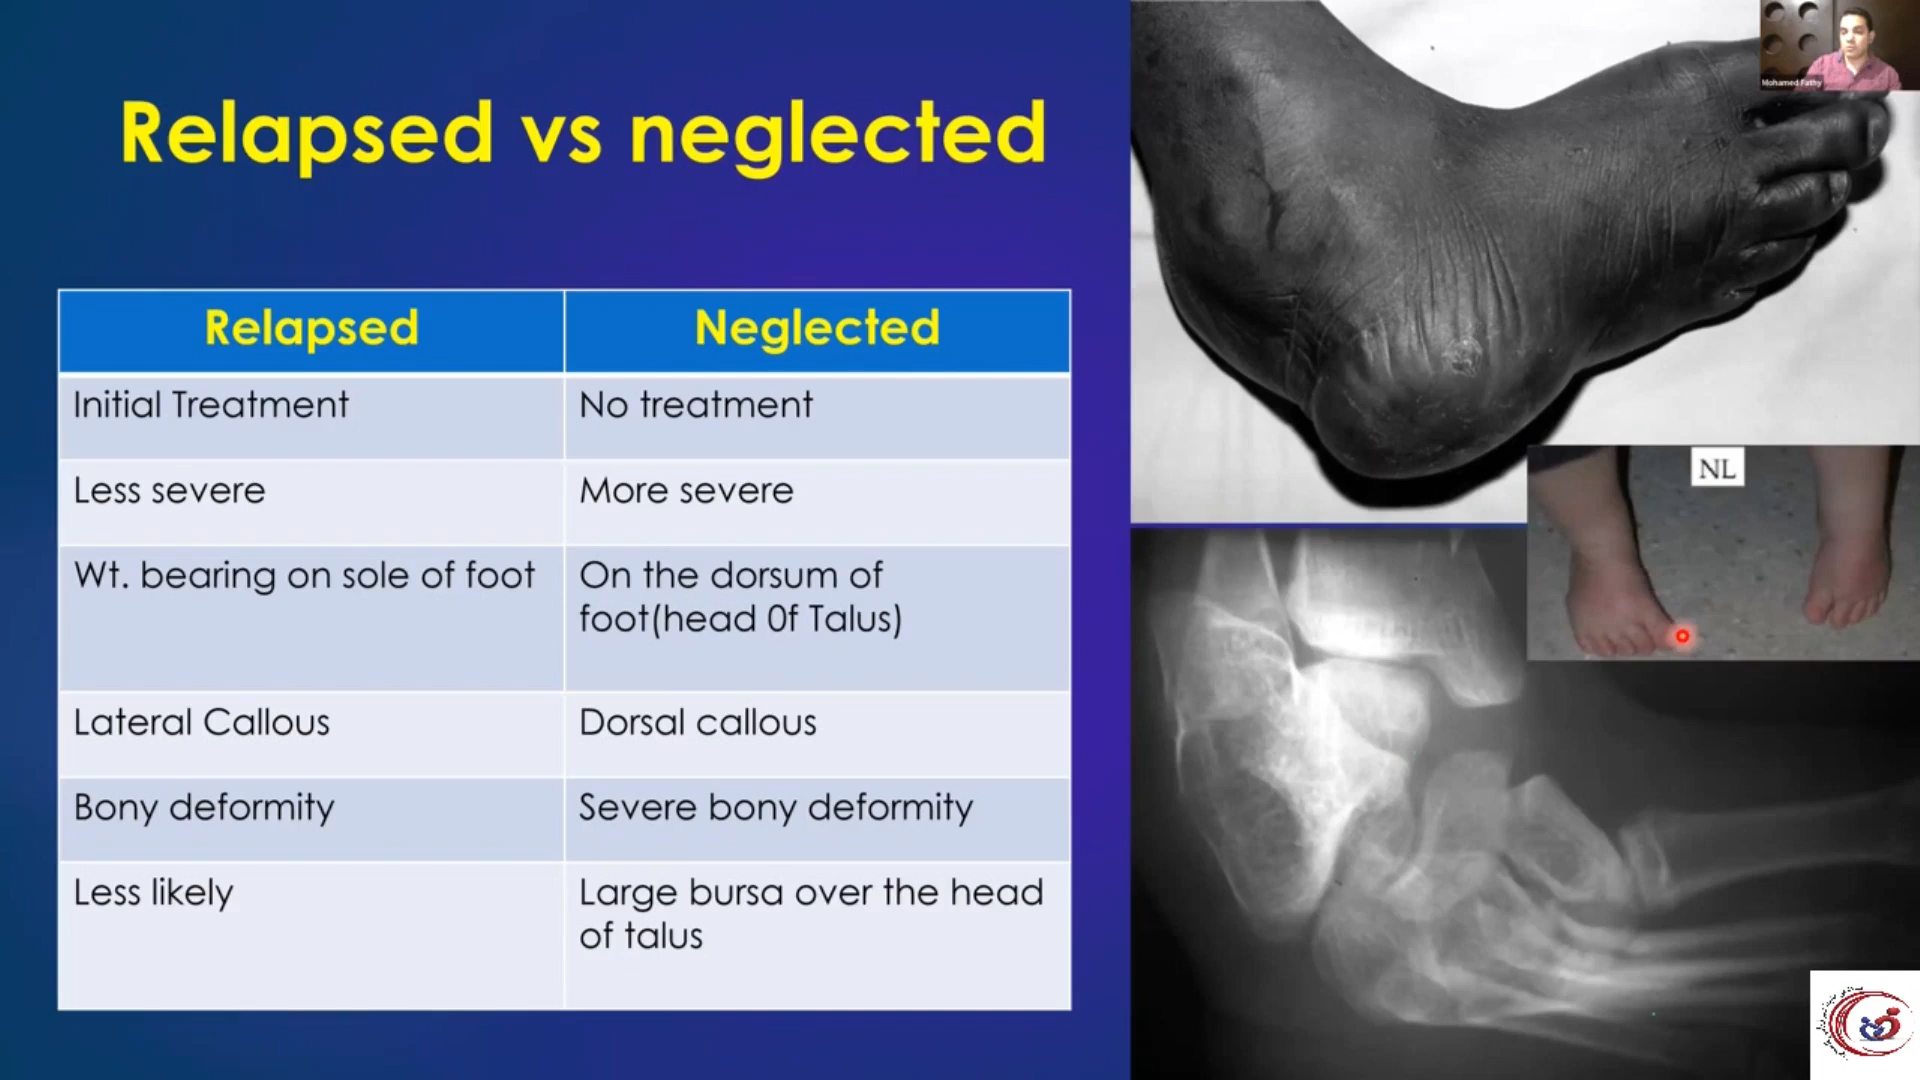 Relapsed vs neglected
Relapsed
Neglected
Initial Treatment
No treatment
Less severe
More severe
Wt. bearing on sole of foot
On the dorsum of
foot(head 0f Talus)
Lateral Callous
Dorsal callous
Bony deformity
Severe bony deformity
Less likely
Large bursa over the head
of talus
NL
Mohamed Fathy